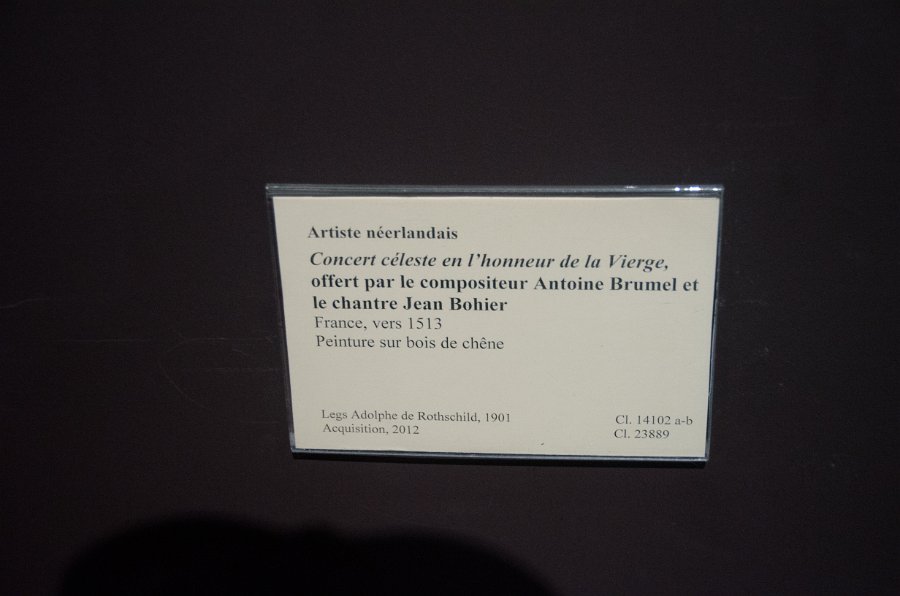 Artiste néerlandais
Concert céleste en l'honneur de la Vierge,
offert par le compositeur Antoine Brumel et
le chantre Jean Bohier
France, vers 1513
Peinture sur bois de chêne
Legs Adolphe de Rothschild, 1901 Cl. 14102 a-b
Acquisition, 2012 Cl. 23889